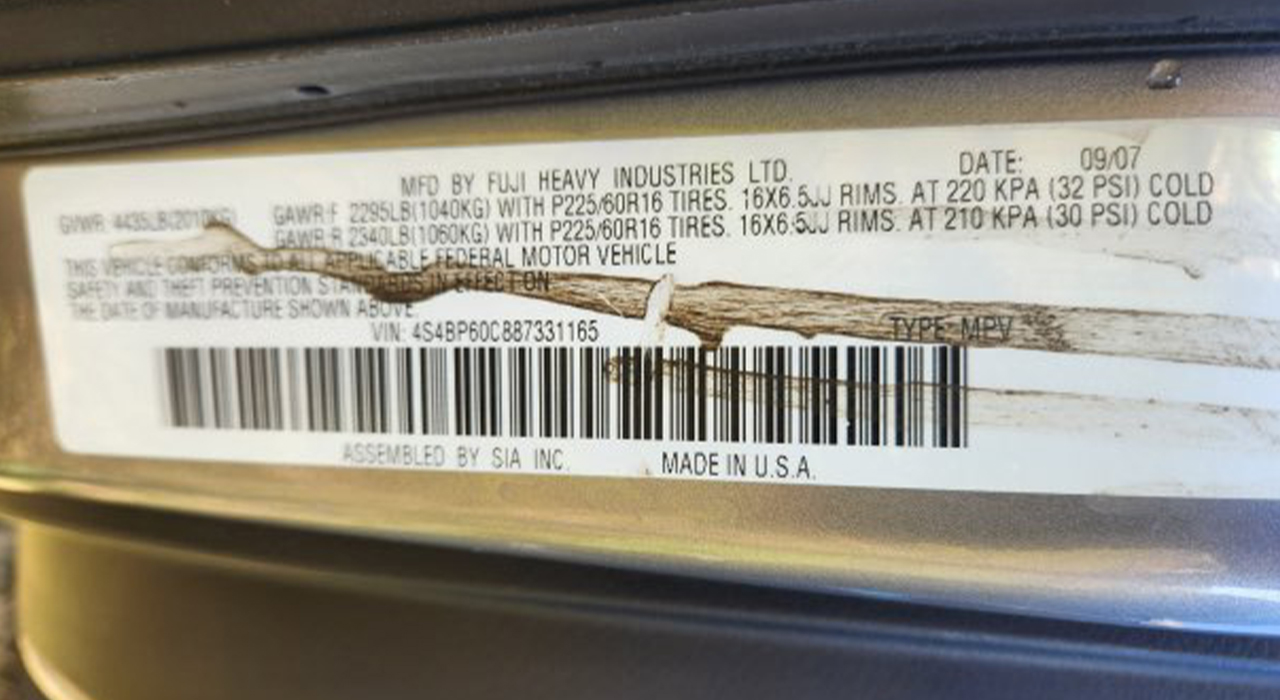 MFD BY FUJI HEAVY INDUSTRIES LTD. DATE: 09/07
GVWR: 4435LB(2010KG) GAWR:F 2295LB(1040KG) WITH P225/60R16 TIRES. 16X6.5JJ RIMS. AT 220 KPA (32 PSI) COLD
GAWR:R 2340LB(1060KG) WITH P225/60R16 TIRES. 16X6.5JJ RIMS. AT 210 KPA (30 PSI) COLD
THIS VEHICLE CONFORMS TO ALL APPLICABLE FEDERAL MOTOR VEHICLE
SAFETY AND THEFT PREVENTION STANDARDS IN EFFECT ON
THE DATE OF MANUFACTURE SHOWN ABOVE.
VIN: 4S4BP60C887331165 TYPE: MPV
ASSEMBLED BY SIA INC. MADE IN U.S.A.